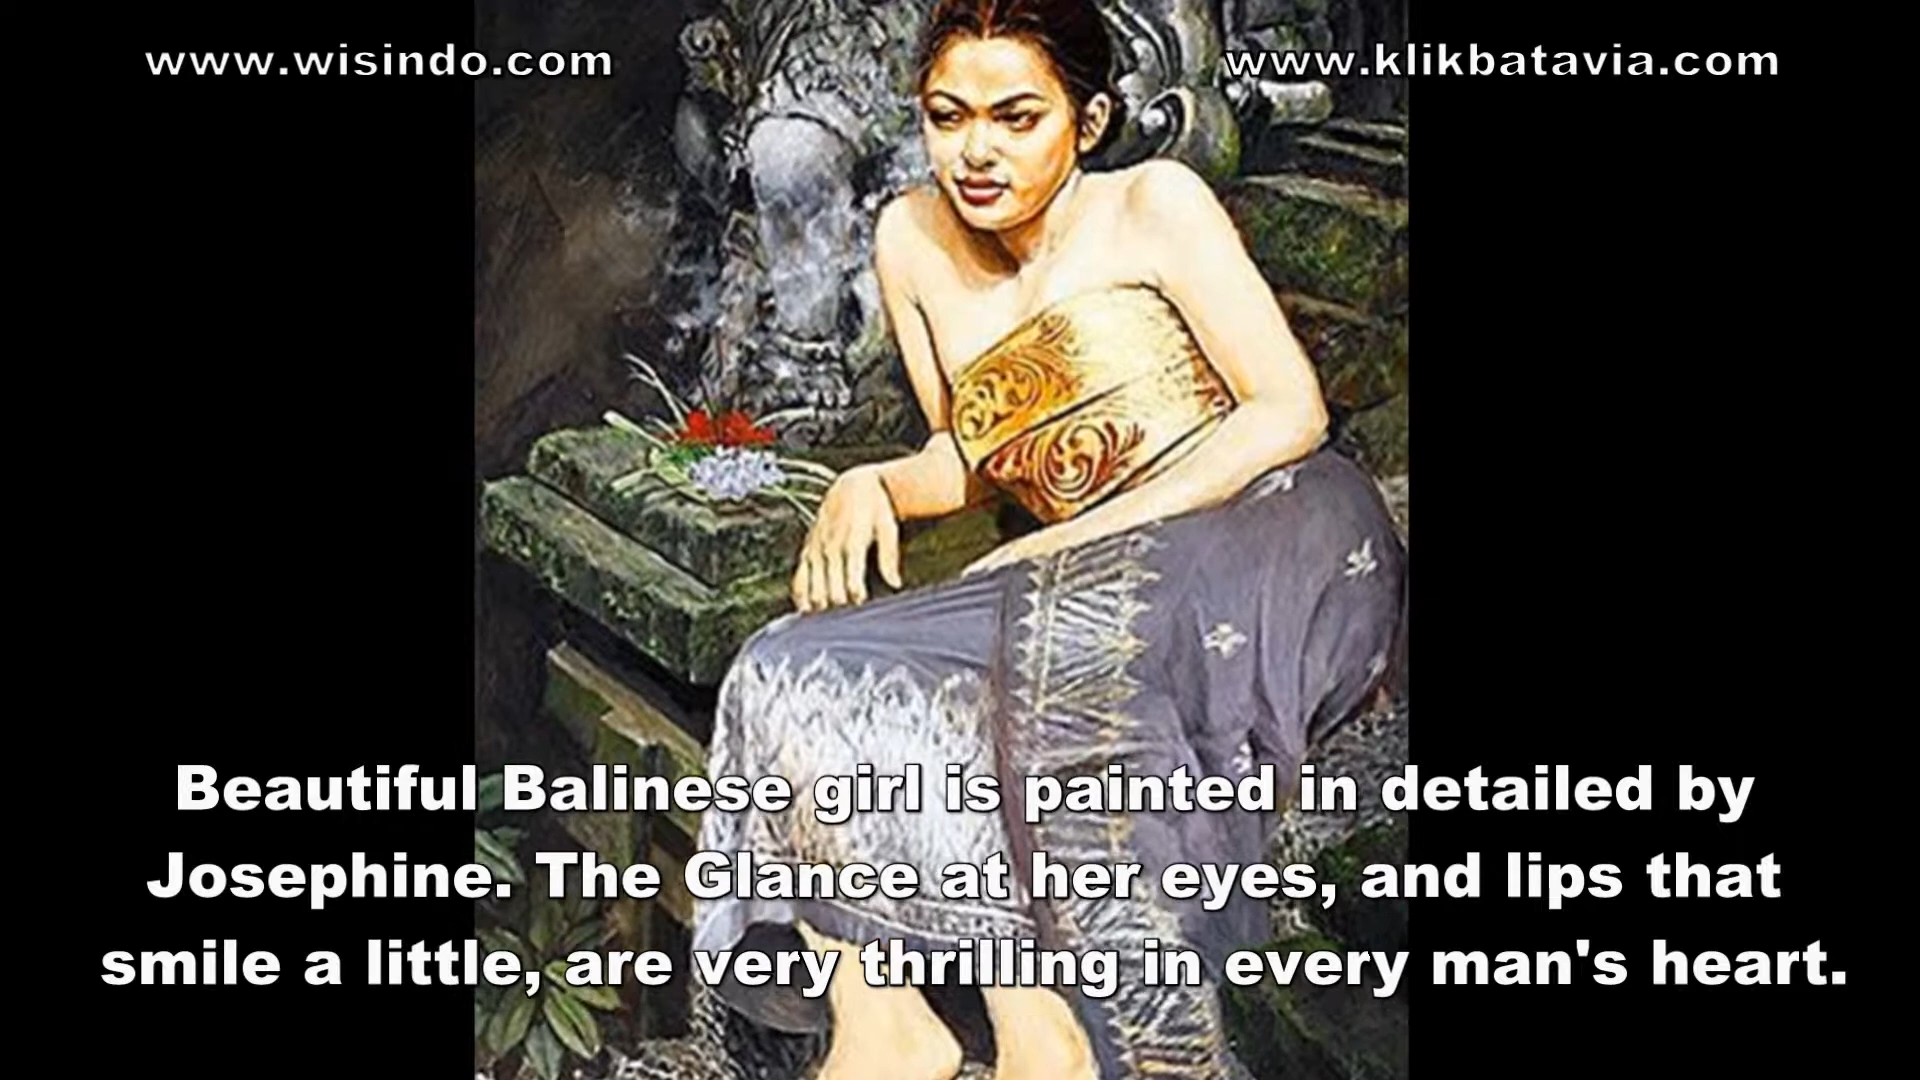 www.wisindo.com
www.klikbatavia.com
Beautiful Balinese girl is painted in detailed by
Josephine. The Glance at her eyes, and lips that
smile a little, are very thrilling in every man's heart.